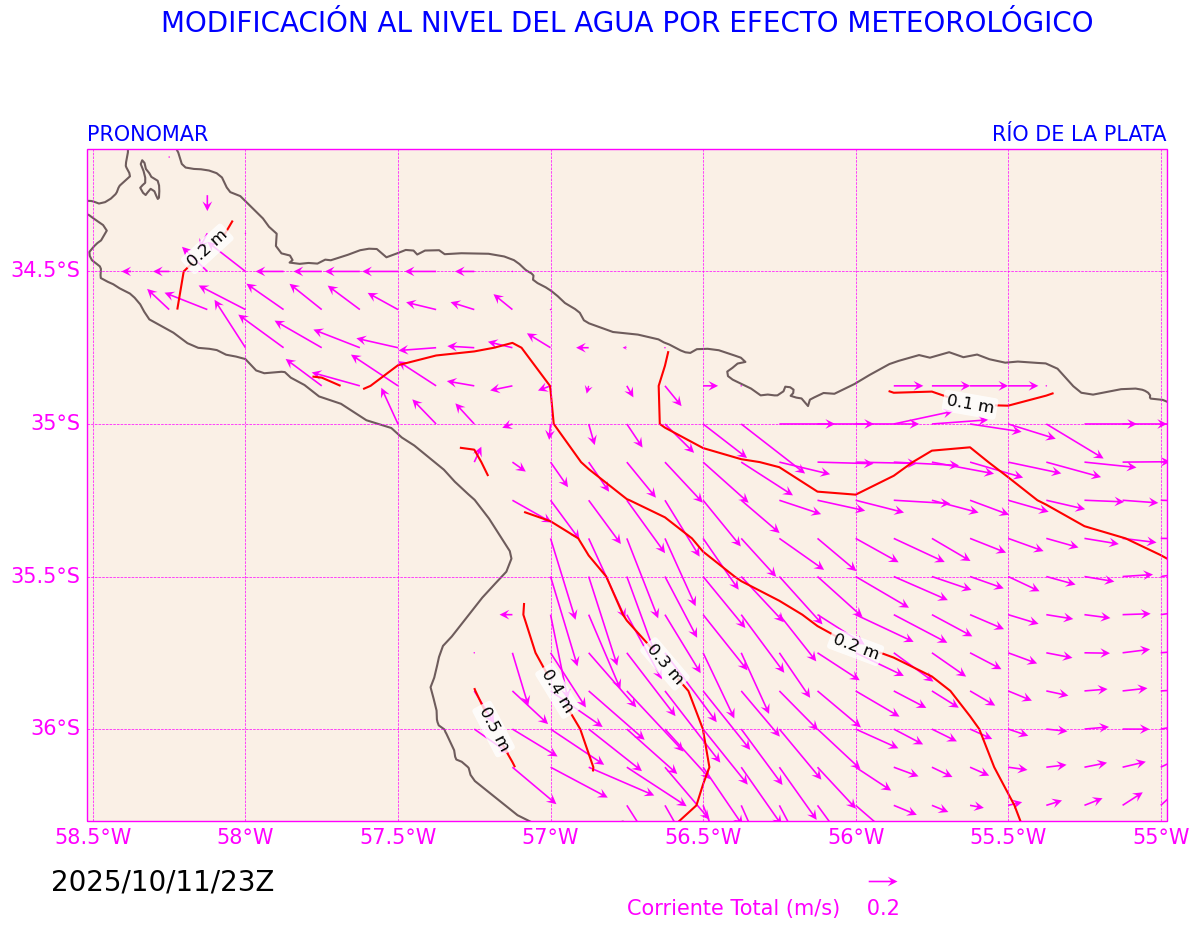 MODIFICACIÓN AL NIVEL DEL AGUA POR EFECTO METEOROLÓGICO
PRONOMAR
RÍO DE LA PLATA
0.2 m
34.5°S
0.1 m
35°S
35.5°S
0.2 m
0.3 m
0.4 m
0.5 m
36°S
58.5°W 58°W 57.5°W 57°W 56.5°W 56°W 55.5°W 55°W
2025/10/11/23Z
Corriente Total (m/s) 0.2